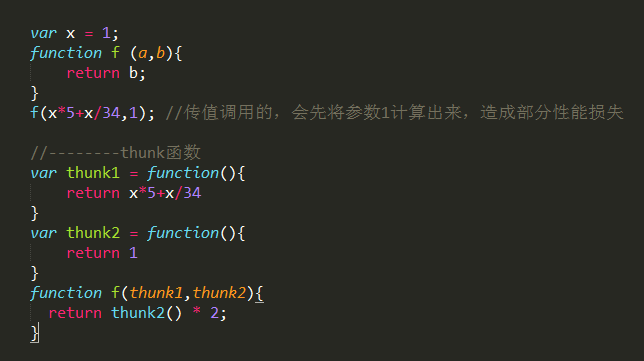 var x = 1;
function f (a,b){
    return b;
}
f(x*5+x/34,1); //传值调用的，会先将参数1计算出来，造成部分性能损失

//--------thunk函数
var thunk1 = function(){
    return x*5+x/34
}
var thunk2 = function(){
    return 1
}
function f(thunk1,thunk2){
  return thunk2() * 2;
}